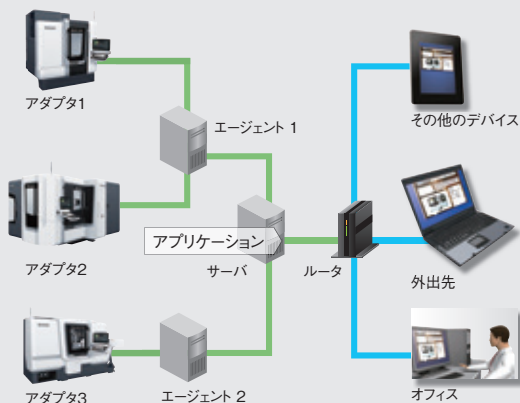 アダプタ1
エージェント 1
その他のデバイス
アダプタ2
アプリケーション
サーバ
ルータ
外出先
アダプタ3
エージェント 2
オフィス